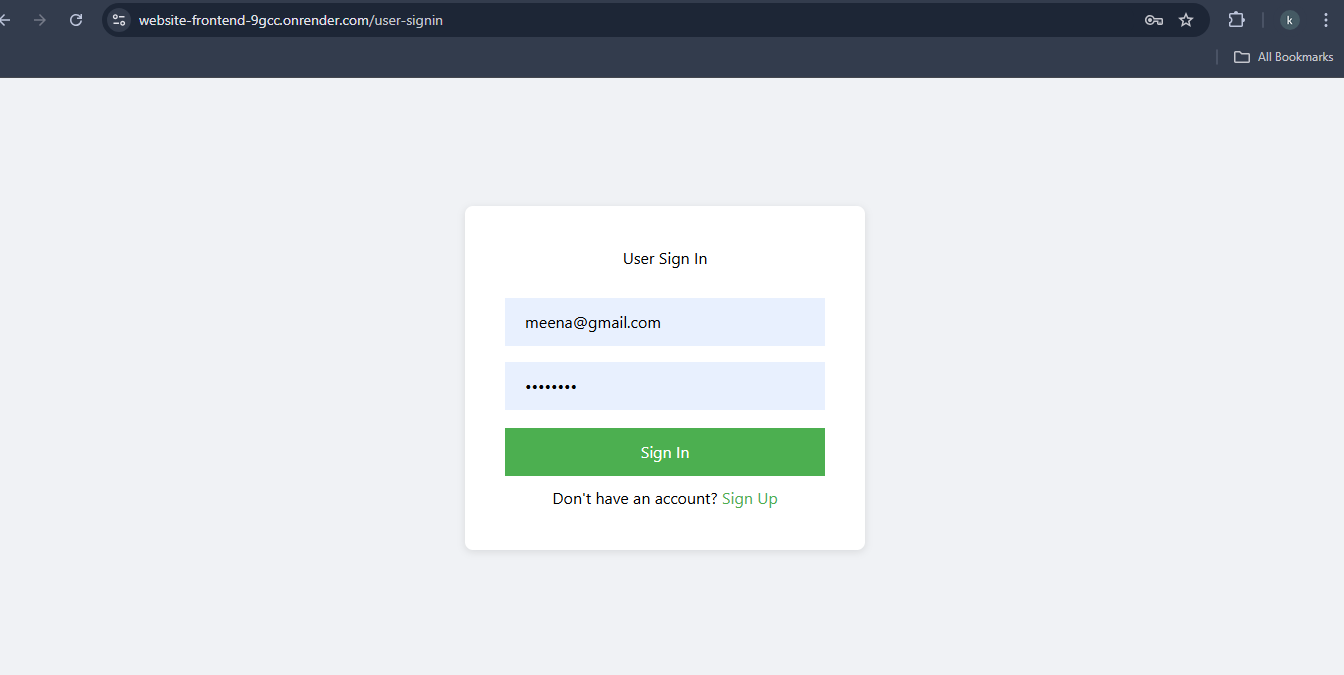 website-frontend-9gcc.onrender.com/user-signin
k
All Bookmarks
User Sign In
meena@gmail.com
••••••••
Sign In
Don't have an account? Sign Up